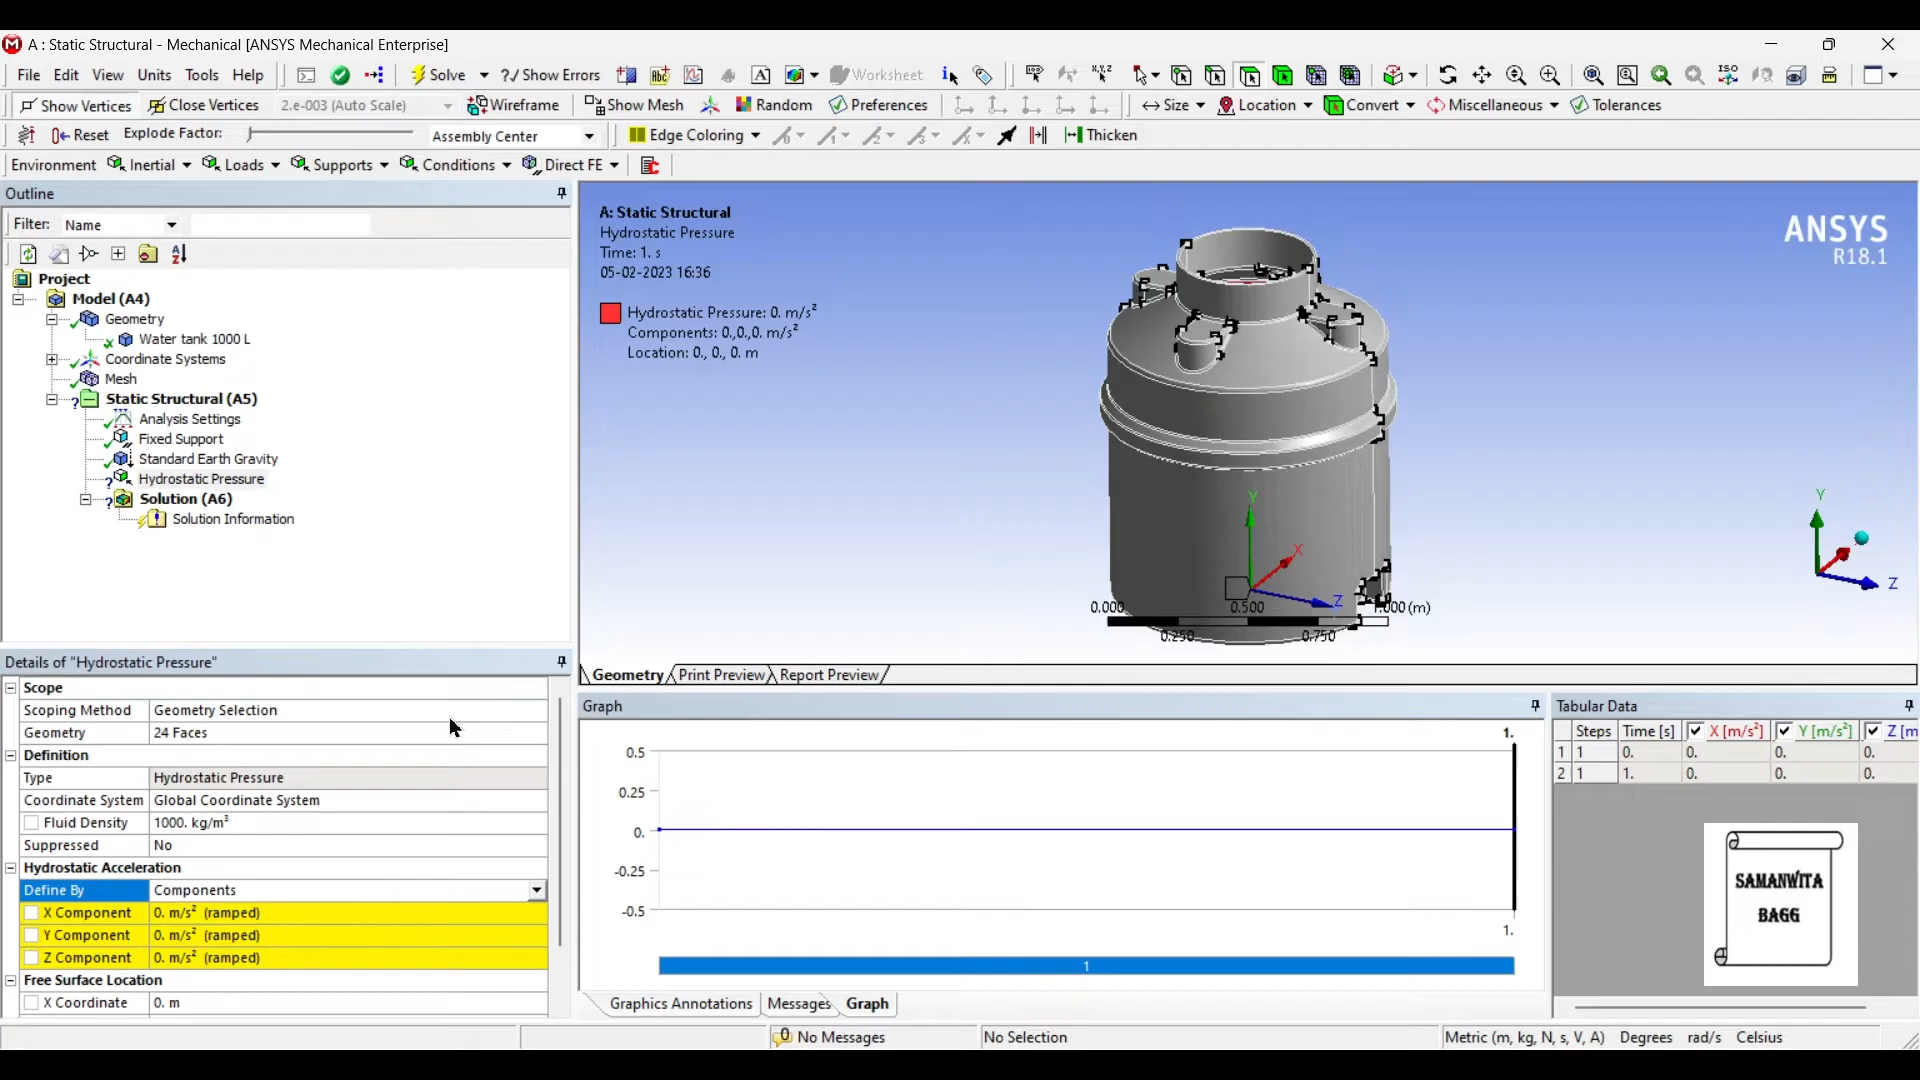 A : Static Structural - Mechanical [ANSYS Mechanical Enterprise]
File Edit View Units Tools Help Solve ?/ Show Errors Worksheet
Show Vertices Close Vertices 2.e-003 (Auto Scale) Wireframe Show Mesh Random Preferences Size Location Convert Miscellaneous Tolerances
Reset Explode Factor: Assembly Center Edge Coloring Thicken
Environment Inertial Loads Supports Conditions Direct FE
Outline
Filter: Name
Project
Model (A4)
Geometry
Water tank 1000 L
Coordinate Systems
Mesh
Static Structural (A5)
Analysis Settings
Fixed Support
Standard Earth Gravity
Hydrostatic Pressure
Solution (A6)
Solution Information
Details of "Hydrostatic Pressure"
Scope
Scoping Method Geometry Selection
Geometry 24 Faces
Definition
Type Hydrostatic Pressure
Coordinate System Global Coordinate System
Fluid Density 1000. kg/m³
Suppressed No
Hydrostatic Acceleration
Define By Components
X Component 0. m/s² (ramped)
Y Component 0. m/s² (ramped)
Z Component 0. m/s² (ramped)
Free Surface Location
X Coordinate 0. m
A: Static Structural
Hydrostatic Pressure
Time: 1. s
05-02-2023 16:36
Hydrostatic Pressure: 0. m/s²
Components: 0.,0.,0. m/s²
Location: 0., 0., 0. m
ANSYS
R18.1
Y
X
Z
0.000 0.500 1.000 (m)
0.250 0.750
Y
Z
Geometry Print Preview Report Preview
Graph
1.
0.5
0.25
0.
-0.25
-0.5
1.
1
Graphics Annotations Messages Graph
Tabular Data
Steps Time [s] X [m/s²] Y [m/s²] Z [m
1 1 0. 0. 0. 0.
2 1 1. 0. 0. 0.
SAMANWITA
BAGG
0 No Messages No Selection Metric (m, kg, N, s, V, A) Degrees rad/s Celsius